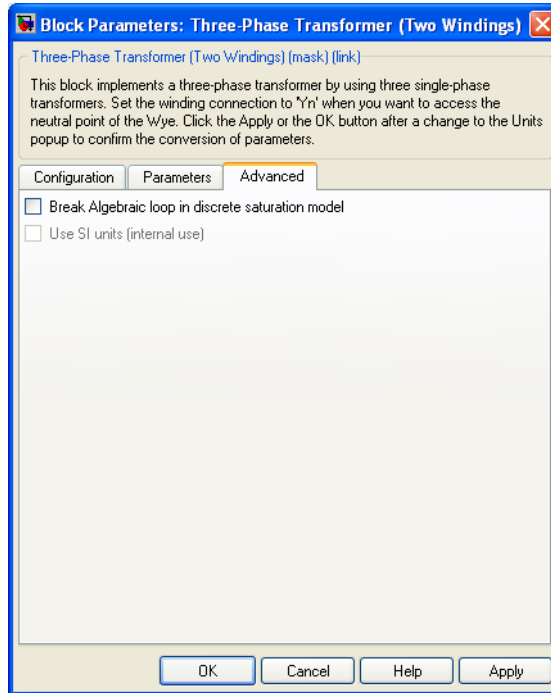 Block Parameters: Three-Phase Transformer (Two Windings)
Three-Phase Transformer (Two Windings) (mask) (link)
This block implements a three-phase transformer by using three single-phase
transformers. Set the winding connection to 'Yn' when you want to access the
neutral point of the Wye. Click the Apply or the OK button after a change to the Units
popup to confirm the conversion of parameters.
Configuration Parameters Advanced
Break Algebraic loop in discrete saturation model
Use SI units (internal use)
OK Cancel Help Apply